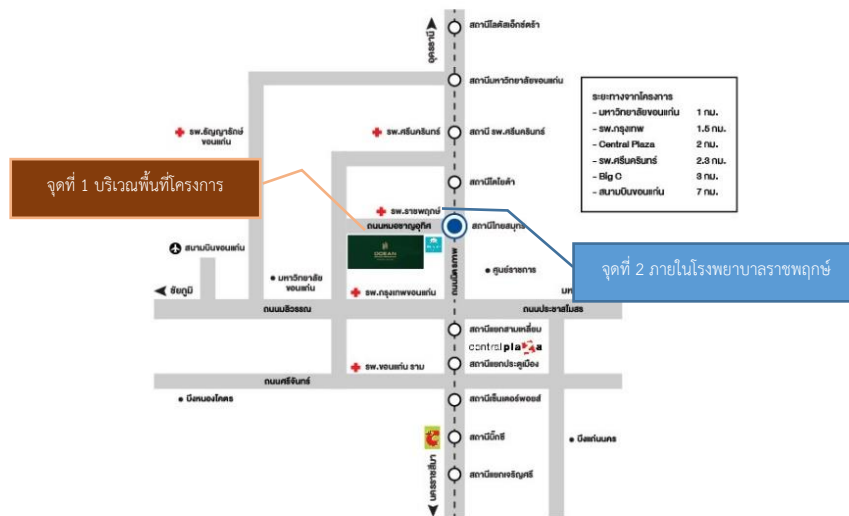 สถานีโลตัสเอ็กซ์ตร้า
อุดรธานี
สถานีมหาวิทยาลัยขอนแก่น
ระยะทางจากโครงการ
- มหาวิทยาลัยขอนแก่น 1 กม.
- รพ.กรุงเทพ 1.5 กม.
- Central Plaza 2 กม.
- รพ.ศรีนครินทร์ 2.3 กม.
- Big C 3 กม.
- สนามบินขอนแก่น 7 กม.
รพ.ธัญญารักษ์
ขอนแก่น
รพ.ศรีนครินทร์
สถานี รพ.ศรีนครินทร์
จุดที่ 1 บริเวณพื้นที่โครงการ
สถานีโตโยต้า
รพ.ราชพฤกษ์
ถนนหมอชาญอุทิศ
สถานีไทยสมุทร
OCEAN
สนามบินขอนแก่น
ศูนย์ราชการ
จุดที่ 2 ภายในโรงพยาบาลราชพฤกษ์
มหาวิทยาลัย
ขอนแก่น
ถนนมิตรภาพ
ชัยภูมิ
รพ.กรุงเทพขอนแก่น
ถนนมลิวรรณ
ถนนประชาสโมสร
สถานีแยกสามเหลี่ยม
centralplaza
รพ.ขอนแก่น ราม
สถานีแยกประตูเมือง
ถนนศรีจันทร์
บึงหนองโคตร
สถานีเซ็นเตอร์พอยส์
สถานีบิ๊กซี
บึงแก่นนคร
สถานีแยกเจริญศรี
นครราชสีมา